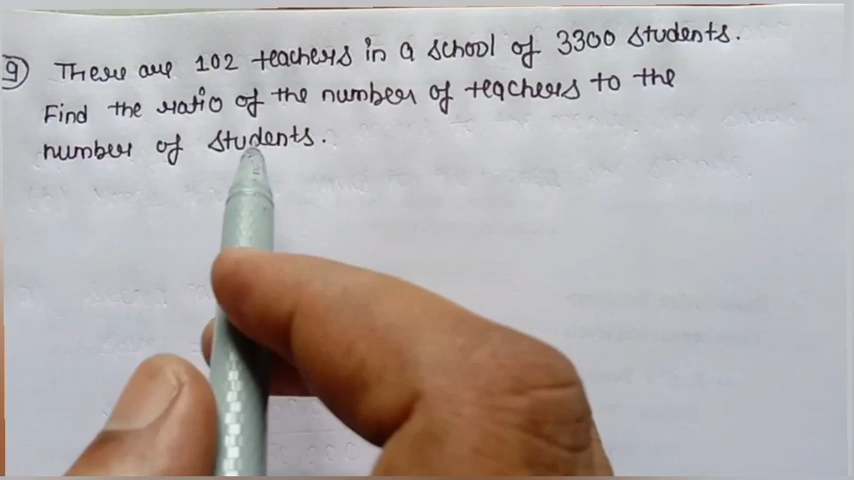 9 There are 102 teachers in a school of 3300 students.
Find the ratio of the number of teachers to the
number of students.